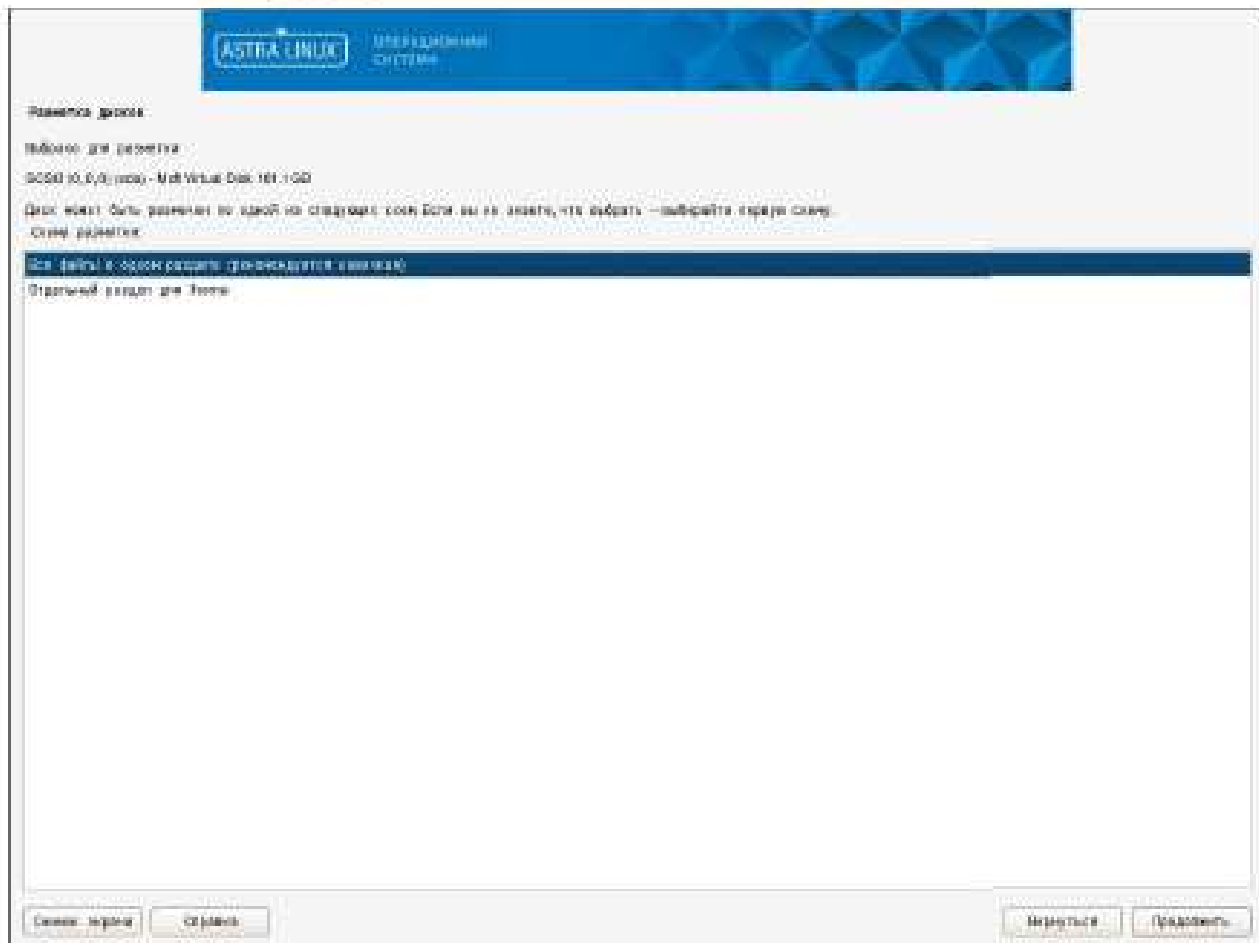 ASTRA LINUX
ОПЕРАЦИОННАЯ
СИСТЕМА
Разметка дисков
Выбрано для разметки
SCSI3 (0,0,0) (sda) - Msft Virtual Disk
Диск может быть размечен по одной из следующих схем. Если вы не знаете, что выбрать -- выбирайте первую схему.
Схема разметки:
Все файлы в одном разделе (рекомендуется новичкам)
Отдельный раздел для /home
Снимок экрана
Справка
Вернуться
Продолжить